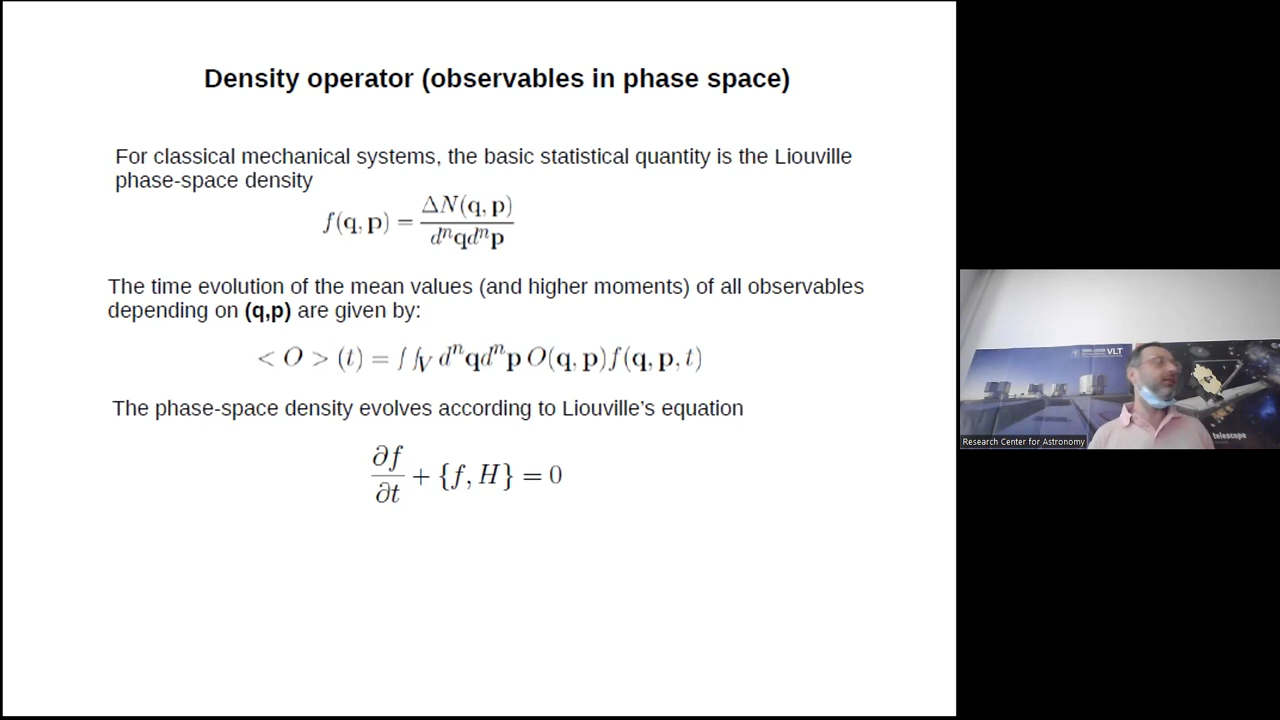 Density operator (observables in phase space)
For classical mechanical systems, the basic statistical quantity is the Liouville
phase-space density
f(q, p) = ΔN(q, p) / dⁿqdⁿp
The time evolution of the mean values (and higher moments) of all observables
depending on (q,p) are given by:
< O > (t) = ∫ ∫V dⁿqdⁿp O(q, p)f(q, p, t)
The phase-space density evolves according to Liouville's equation
∂f/∂t + {f, H} = 0
VLT
telescope
Research Center for Astronomy